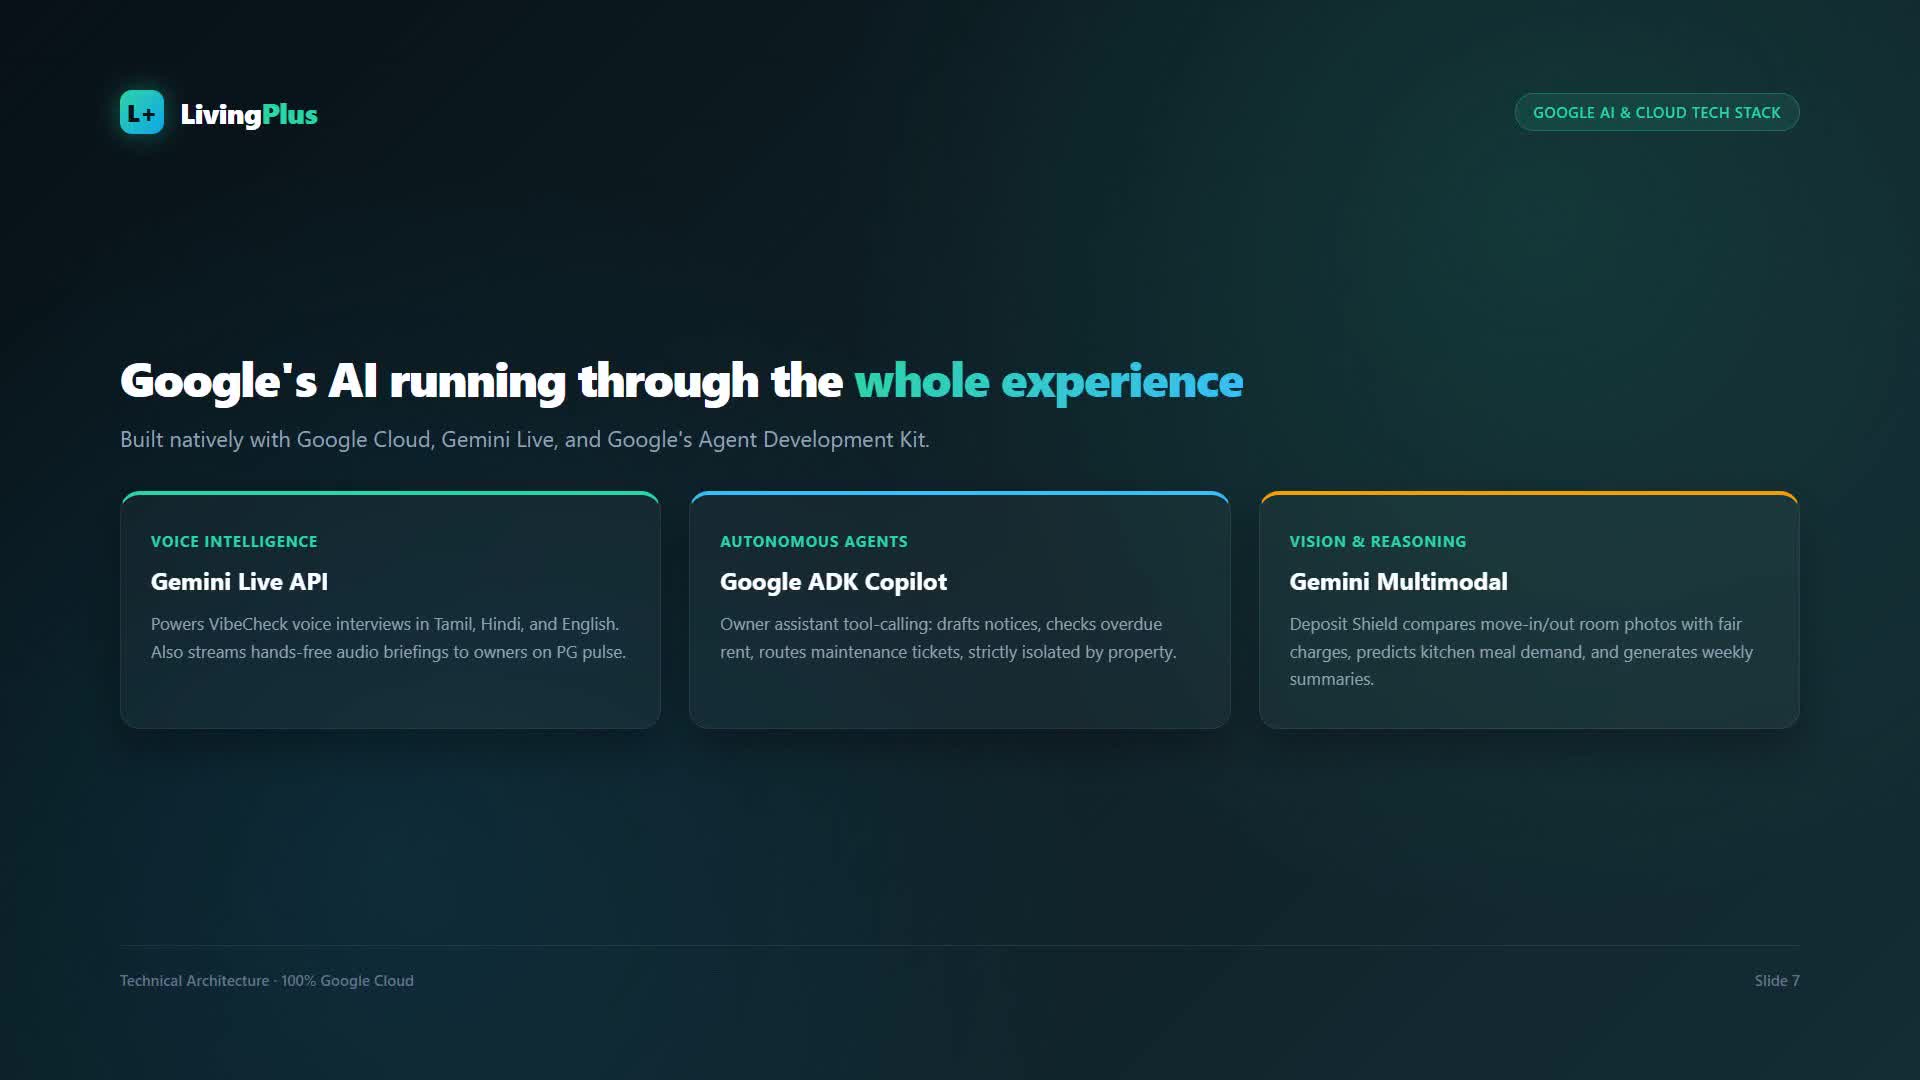 L+ LivingPlus
GOOGLE AI & CLOUD TECH STACK
Google's AI running through the whole experience
Built natively with Google Cloud, Gemini Live, and Google's Agent Development Kit.
VOICE INTELLIGENCE
Gemini Live API
Powers VibeCheck voice interviews in Tamil, Hindi, and English.
Also streams hands-free audio briefings to owners on PG pulse.
AUTONOMOUS AGENTS
Google ADK Copilot
Owner assistant tool-calling: drafts notices, checks overdue
rent, routes maintenance tickets, strictly isolated by property.
VISION & REASONING
Gemini Multimodal
Deposit Shield compares move-in/out room photos with fair
charges, predicts kitchen meal demand, and generates weekly
summaries.
Technical Architecture · 100% Google Cloud
Slide 7